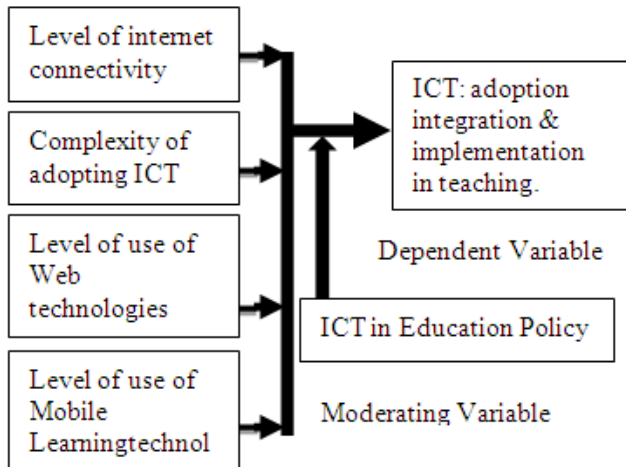 Level of internet
connectivity
Complexity of
adopting ICT
Level of use of
Web
technologies
Level of use of
Mobile
Learningtechnol
ICT: adoption
integration &
implementation
in teaching.
Dependent Variable
ICT in Education Policy
Moderating Variable